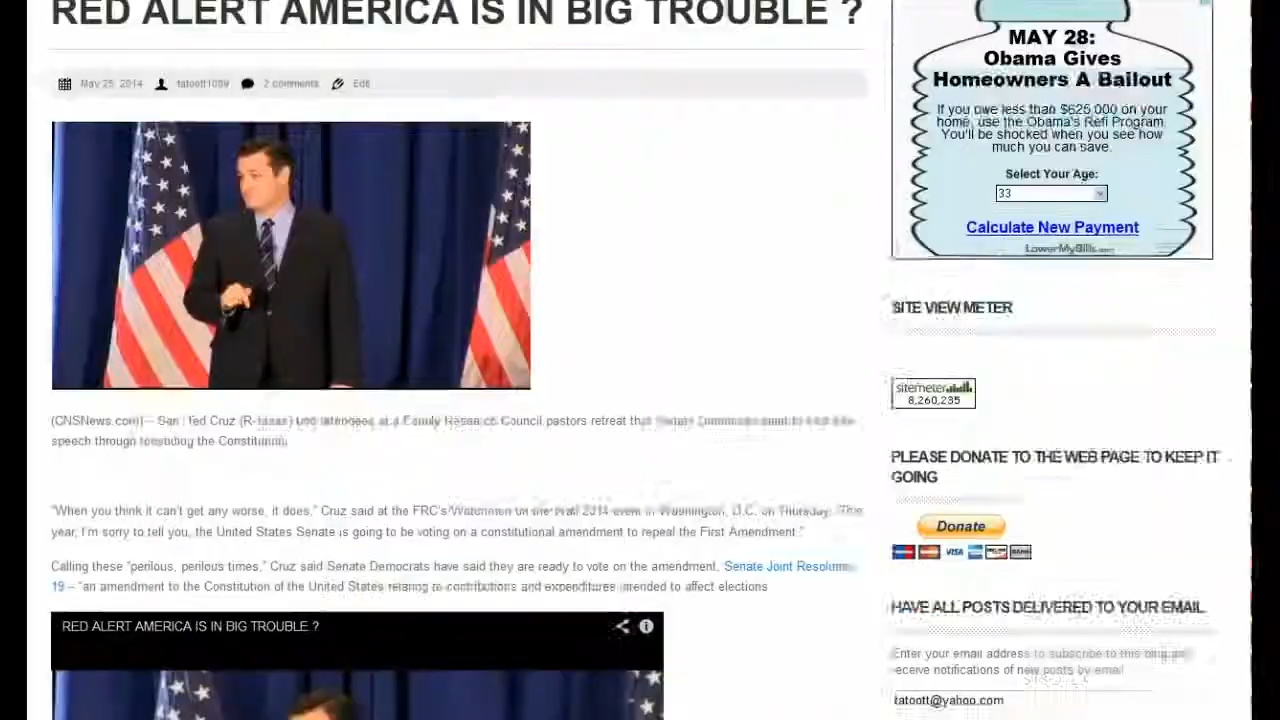 RED ALERT AMERICA IS IN BIG TROUBLE ?
May 25, 2014 tatoott1009 2 comments Edit
(CNSNews.com) – Sen. Ted Cruz (R-Texas) told attendees at a Family Research Council pastors retreat that
speech through the Constitution.
"When you think it can't get any worse, it does," Cruz said at the FRC's Watchmen on the Wall 2014 event in Washington, D.C. on Thursday. "This
year, I'm sorry to tell you, the United States Senate is going to be voting on a constitutional amendment to repeal the First Amendment."
Calling these "perilous, perilous times," Cruz said Senate Democrats have said they are ready to vote on the amendment, Senate Joint Resolution
19 – "an amendment to the Constitution of the United States relating to contributions and expenditures intended to affect elections
RED ALERT AMERICA IS IN BIG TROUBLE ?
MAY 28:
Obama Gives
Homeowners A Bailout
If you owe less than $625,000 on your
home, use the Obama's Refi Program.
You'll be shocked when you see how
much you can save.
Select Your Age:
33
Calculate New Payment
LowerMyBills.com
SITE VIEW METER
sitemeter
8,260,235
PLEASE DONATE TO THE WEB PAGE TO KEEP IT
GOING
Donate
VISA
HAVE ALL POSTS DELIVERED TO YOUR EMAIL
Enter your email address to subscribe to this blog and
receive notifications of new posts by email
tatott@yahoo.com